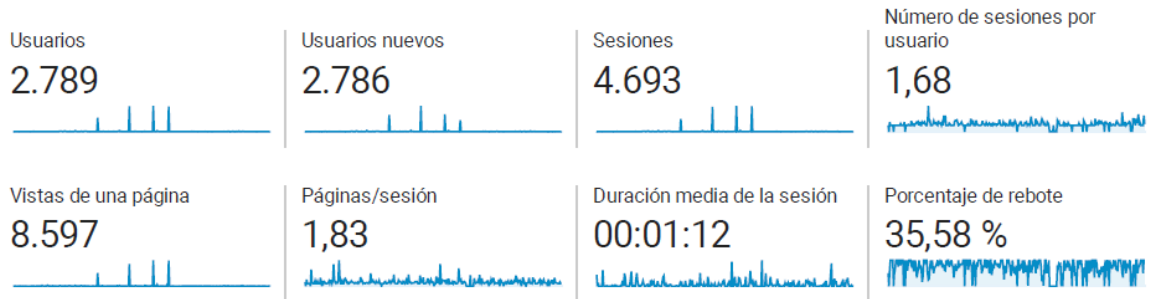 Usuarios
2.789
Usuarios nuevos
2.786
Sesiones
4.693
Número de sesiones por
usuario
1,68
Vistas de una página
8.597
Páginas/sesión
1,83
Duración media de la sesión
00:01:12
Porcentaje de rebote
35,58 %